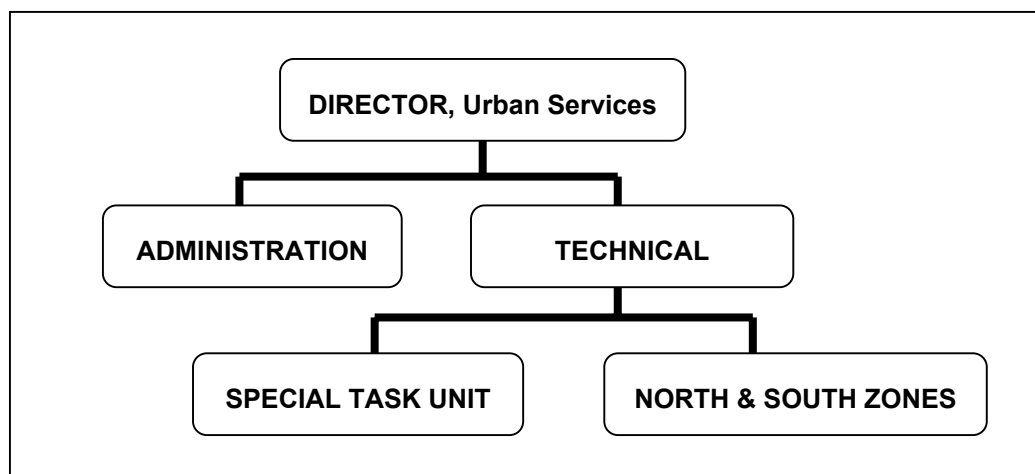 DIRECTOR, Urban Services
ADMINISTRATION
TECHNICAL
SPECIAL TASK UNIT
NORTH & SOUTH ZONES